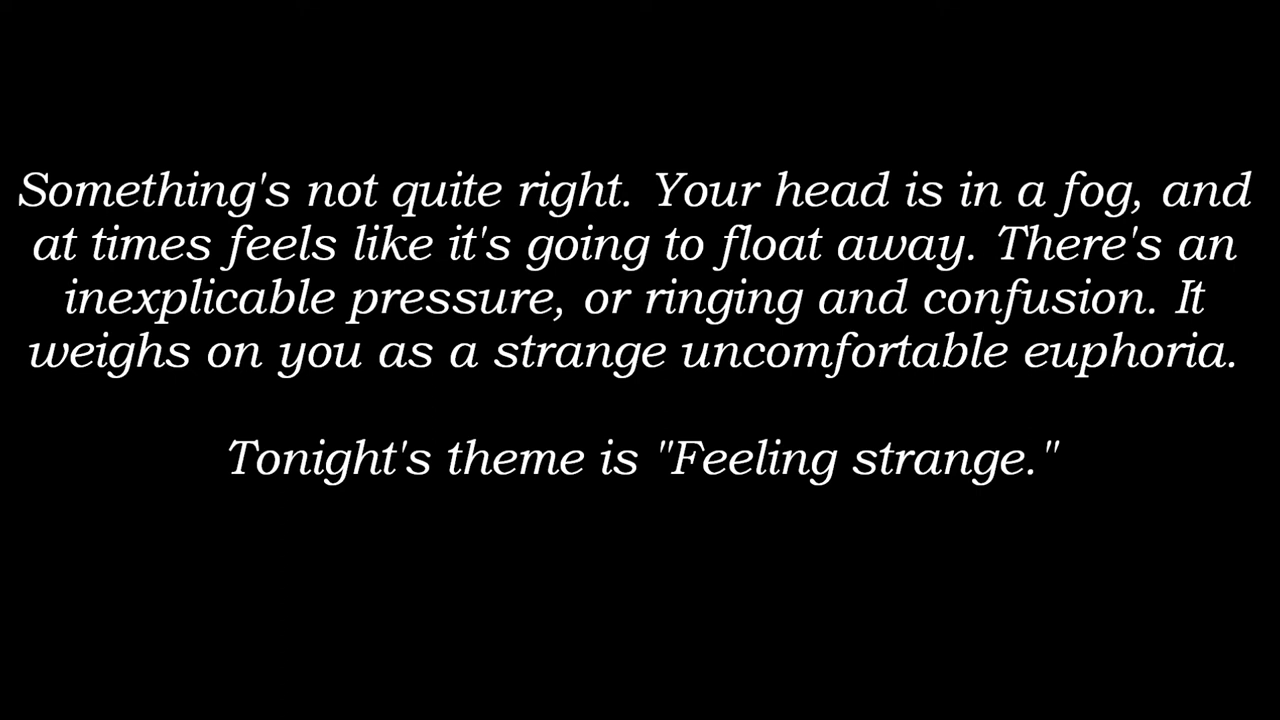 Something's not quite right. Your head is in a fog, and
at times feels like it's going to float away. There's an
inexplicable pressure, or ringing and confusion. It
weighs on you as a strange uncomfortable euphoria.
Tonight's theme is "Feeling strange."